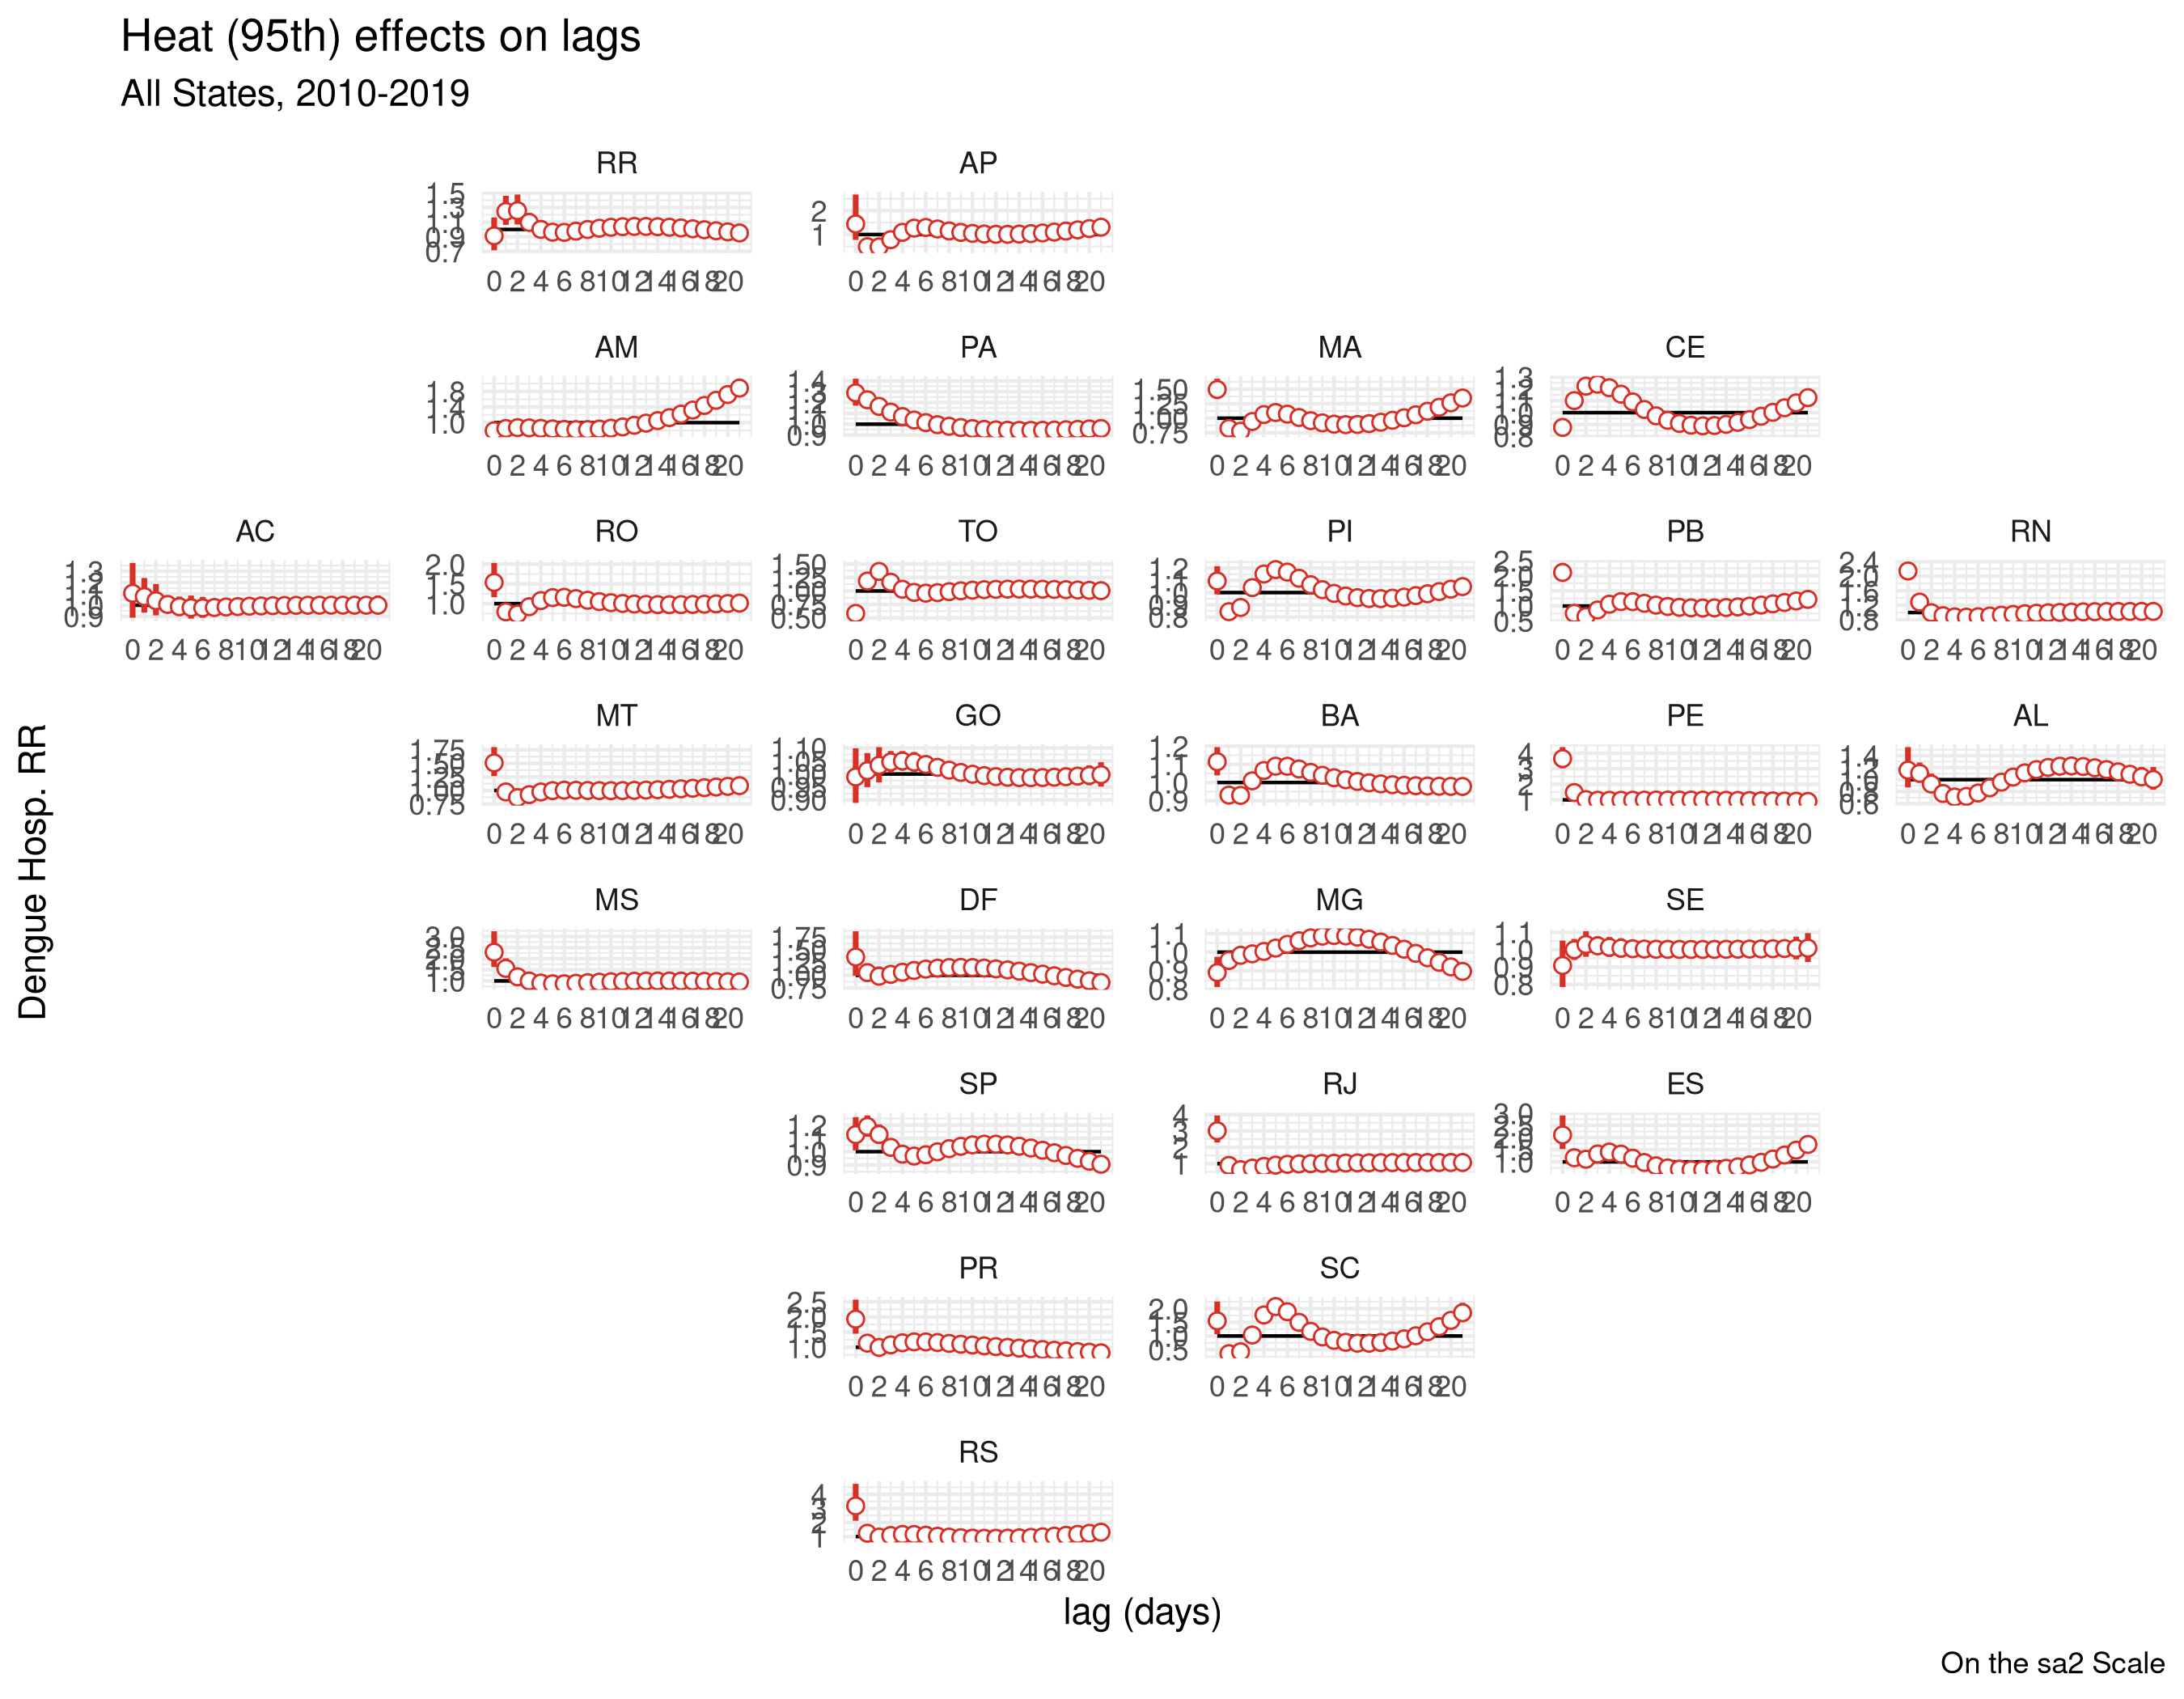 Heat (95th) effects on lags
All States, 2010-2019
Dengue Hosp. RR
RR
1.5 1.3 1.1 0.9 0.7
0 2 4 6 8 10 12 14 16 18 20
AP
2 1
0 2 4 6 8 10 12 14 16 18 20
AM
1.8 1.4 1.0
0 2 4 6 8 10 12 14 16 18 20
PA
1.4 1.3 1.2 1.1 1.0 0.9
0 2 4 6 8 10 12 14 16 18 20
MA
1.50 1.25 1.00 0.75
0 2 4 6 8 10 12 14 16 18 20
CE
1.3 1.2 1.1 1.0 0.9 0.8
0 2 4 6 8 10 12 14 16 18 20
AC
1.3 1.2 1.1 1.0 0.9
0 2 4 6 8 10 12 14 16 18 20
RO
2.0 1.5 1.0
0 2 4 6 8 10 12 14 16 18 20
TO
1.50 1.25 1.00 0.75 0.50
0 2 4 6 8 10 12 14 16 18 20
PI
1.2 1.1 1.0 0.9 0.8
0 2 4 6 8 10 12 14 16 18 20
PB
2.5 2.0 1.5 1.0 0.5
0 2 4 6 8 10 12 14 16 18 20
RN
2.4 2.0 1.6 1.2 0.8
0 2 4 6 8 10 12 14 16 18 20
MT
1.75 1.50 1.25 1.00 0.75
0 2 4 6 8 10 12 14 16 18 20
GO
1.10 1.05 1.00 0.95 0.90
0 2 4 6 8 10 12 14 16 18 20
BA
1.2 1.1 1.0 0.9
0 2 4 6 8 10 12 14 16 18 20
PE
4 3 2 1
0 2 4 6 8 10 12 14 16 18 20
AL
1.4 1.2 1.0 0.8 0.6
0 2 4 6 8 10 12 14 16 18 20
MS
3.0 2.5 2.0 1.5 1.0
0 2 4 6 8 10 12 14 16 18 20
DF
1.75 1.50 1.25 1.00 0.75
0 2 4 6 8 10 12 14 16 18 20
MG
1.1 1.0 0.9 0.8
0 2 4 6 8 10 12 14 16 18 20
SE
1.1 1.0 0.9 0.8
0 2 4 6 8 10 12 14 16 18 20
SP
1.2 1.1 1.0 0.9
0 2 4 6 8 10 12 14 16 18 20
RJ
4 3 2 1
0 2 4 6 8 10 12 14 16 18 20
ES
3.0 2.5 2.0 1.5 1.0
0 2 4 6 8 10 12 14 16 18 20
PR
2.5 2.0 1.5 1.0
0 2 4 6 8 10 12 14 16 18 20
SC
2.0 1.5 1.0 0.5
0 2 4 6 8 10 12 14 16 18 20
RS
4 3 2 1
0 2 4 6 8 10 12 14 16 18 20
lag (days)
On the sa2 Scale